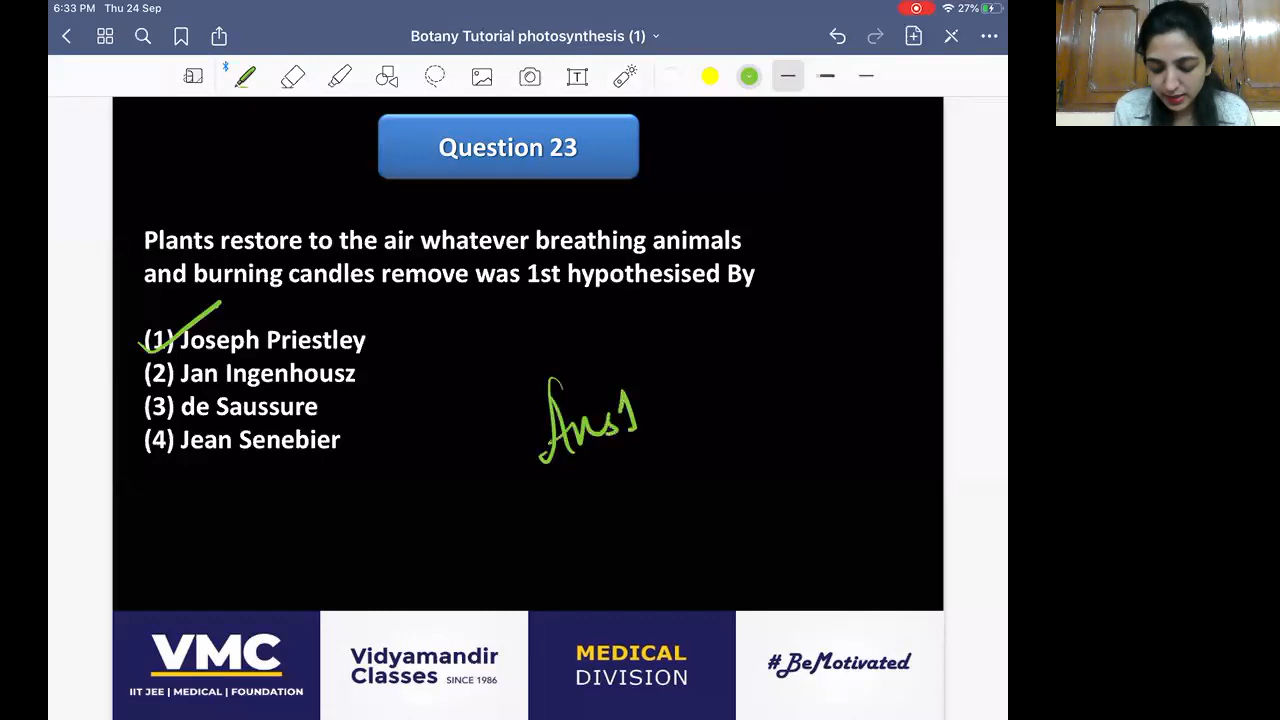 6:33 PM Thu 24 Sep
27%
Botany Tutorial photosynthesis (1)
Question 23
Plants restore to the air whatever breathing animals
and burning candles remove was 1st hypothesised By
(1) Joseph Priestley
(2) Jan Ingenhousz
(3) de Saussure
(4) Jean Senebier
Ans 1
VMC
IIT JEE | MEDICAL | FOUNDATION
Vidyamandir
Classes SINCE 1986
MEDICAL
DIVISION
#BeMotivated